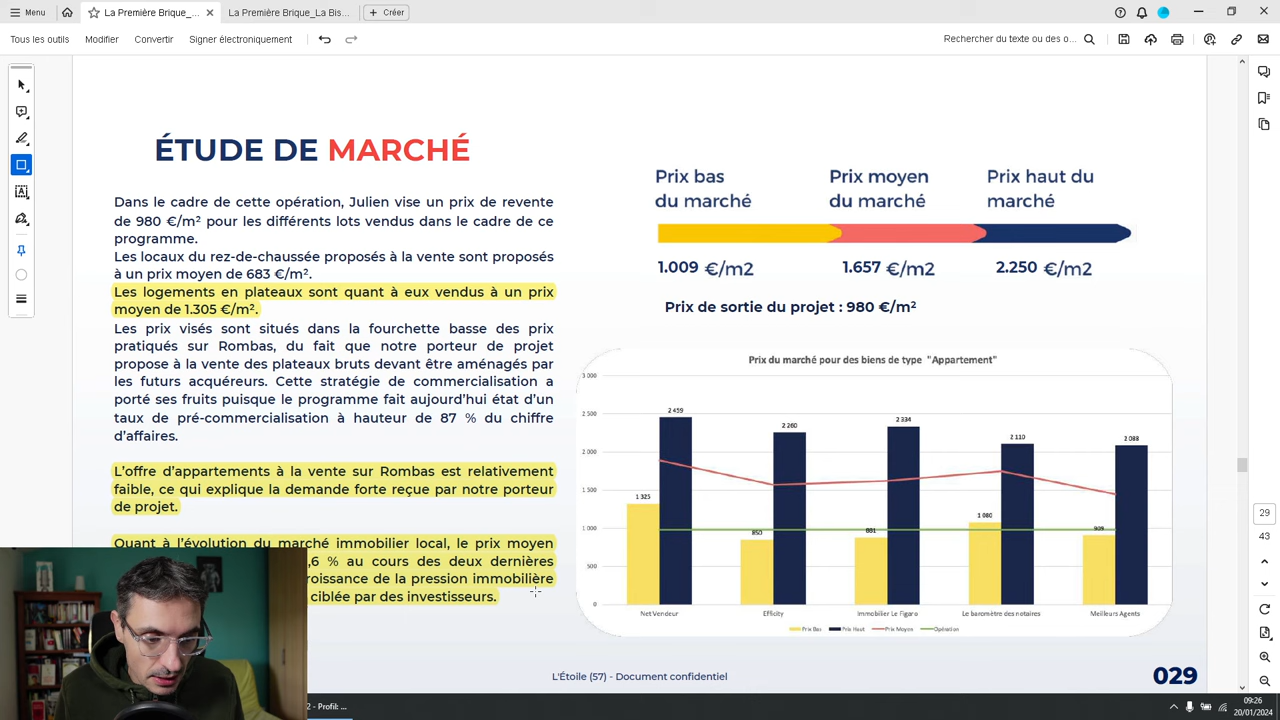 Menu
La Première Brique_...
La Première Brique_La Bis...
Créer
Tous les outils
Modifier
Convertir
Signer électroniquement
Rechercher du texte ou des o...
ÉTUDE DE MARCHÉ
Dans le cadre de cette opération, Julien vise un prix de revente
de 980 €/m² pour les différents lots vendus dans le cadre de ce
programme.
Les locaux du rez-de-chaussée proposés à la vente sont proposés
à un prix moyen de 683 €/m².
Les logements en plateaux sont quant à eux vendus à un prix
moyen de 1.305 €/m².
Les prix visés sont situés dans la fourchette basse des prix
pratiqués sur Rombas, du fait que notre porteur de projet
propose à la vente des plateaux bruts devant être aménagés par
les futurs acquéreurs. Cette stratégie de commercialisation a
porté ses fruits puisque le programme fait aujourd'hui état d'un
taux de pré-commercialisation à hauteur de 87 % du chiffre
d'affaires.
L'offre d'appartements à la vente sur Rombas est relativement
faible, ce qui explique la demande forte reçue par notre porteur
de projet.
Quant à l'évolution du marché immobilier local, le prix moyen
,6 % au cours des deux dernières
roissance de la pression immobilière
ciblée par des investisseurs.
Prix bas
du marché
Prix moyen
du marché
Prix haut du
marché
1.009 €/m2
1.657 €/m2
2.250 €/m2
Prix de sortie du projet : 980 €/m²
Prix du marché pour des biens de type "Appartement"
3 000
2 500
2 000
1 500
1 000
500
0
1 325
2 459
850
2 260
881
2 334
1 080
2 110
909
2 088
Net Vendeur
Efficity
Immobilier Le Figaro
Le baromètre des notaires
Meilleurs Agents
Prix Bas
Prix Haut
Prix Moyen
Opération
L'Étoile (57) - Document confidentiel
029
29
43
2 - Profil: ...
09:26
20/01/2024